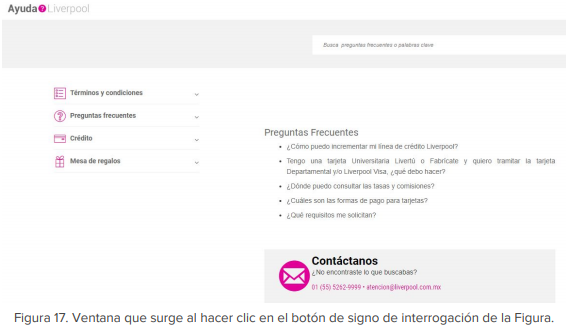 Ayuda?Liverpool
Busca preguntas frecuentes o palabras clave
Términos y condiciones
Preguntas frecuentes
Crédito
Mesa de regalos
Preguntas Frecuentes
• ¿Cómo puedo incrementar mi línea de crédito Liverpool?
• Tengo una tarjeta Universitaria Livertú o Fabricate y quiero tramitar la tarjeta
Departamental y/o Liverpool Visa, ¿qué debo hacer?
• ¿Dónde puedo consultar las tasas y comisiones?
• ¿Cuáles son las formas de pago para tarjetas?
• ¿Qué requisitos me solicitan?
Contáctanos
¿No encontraste lo que buscabas?
01 (55) 5262-9999 • atencion@liverpool.com.mx
Figura 17. Ventana que surge al hacer clic en el botón de signo de interrogación de la Figura.